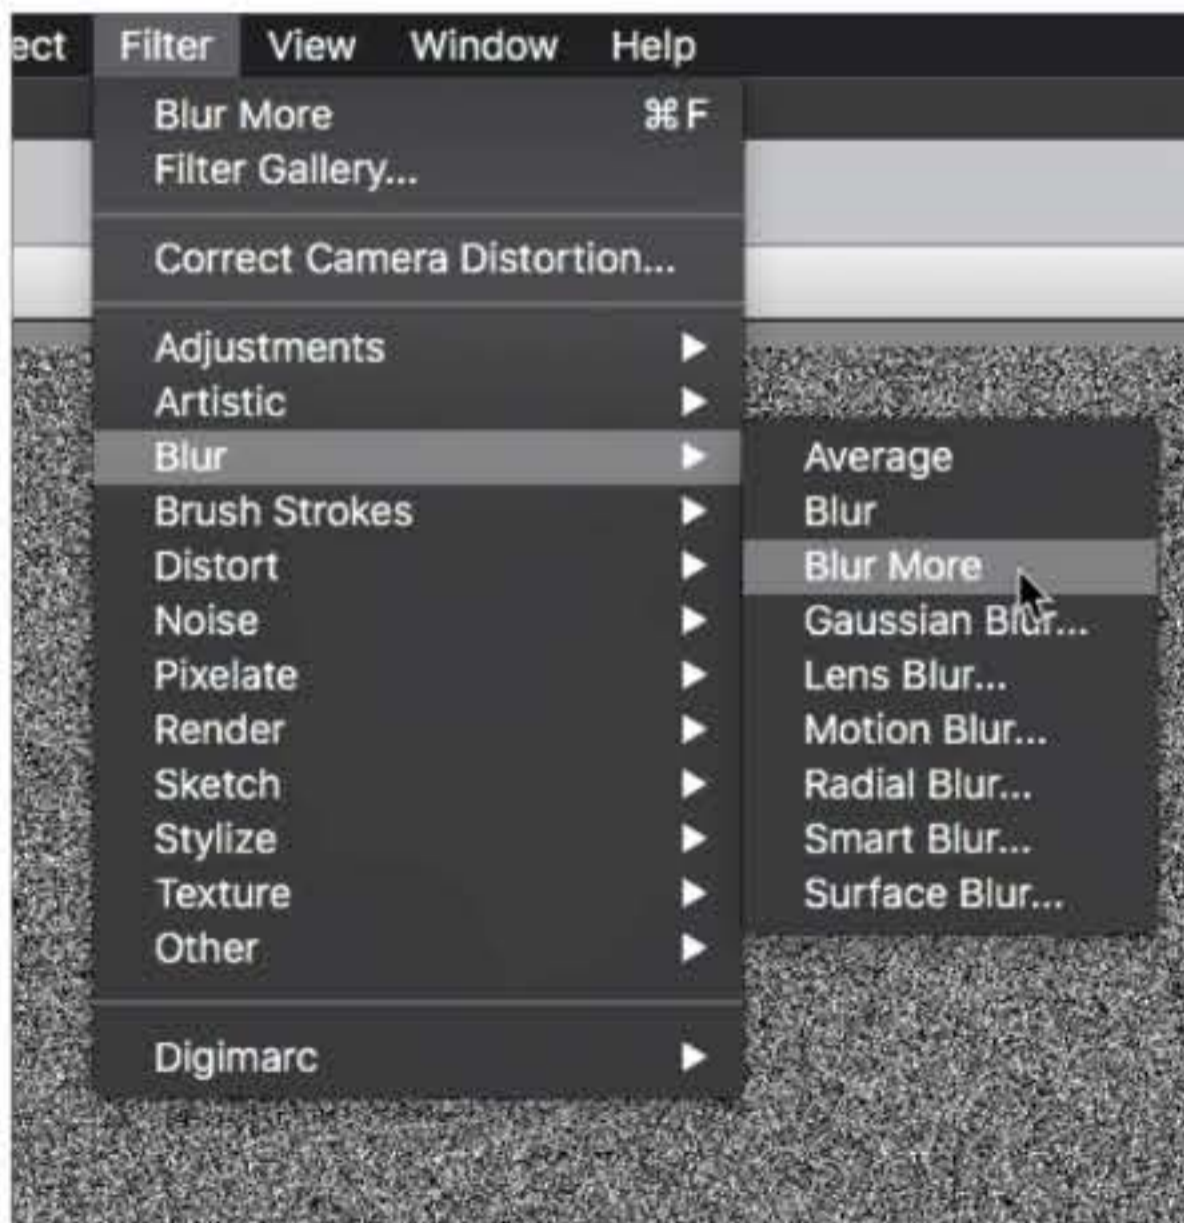 ect Filter View Window Help
Blur More ⌘F
Filter Gallery...
Correct Camera Distortion...
Adjustments
Artistic
Blur
Brush Strokes
Distort
Noise
Pixelate
Render
Sketch
Stylize
Texture
Other
Digimarc
Average
Blur
Blur More
Gaussian Blur...
Lens Blur...
Motion Blur...
Radial Blur...
Smart Blur...
Surface Blur...